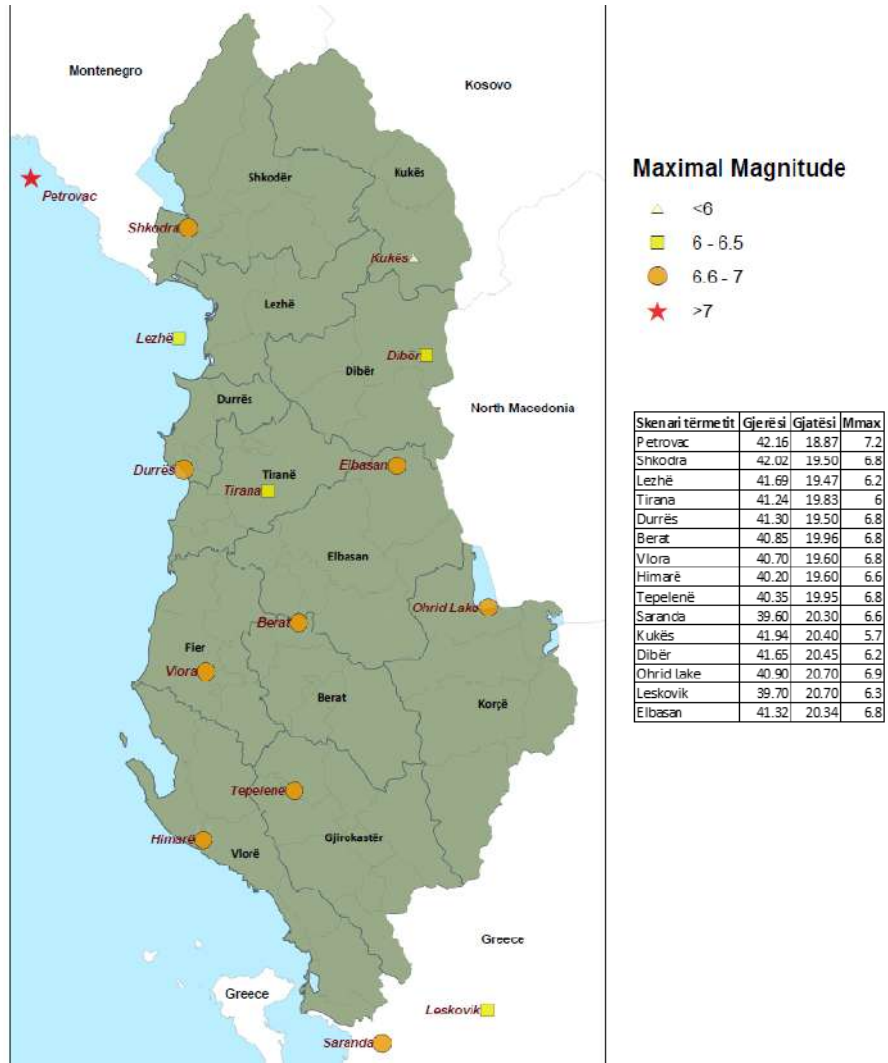 Montenegro
Kosovo
Shkodër
Kukës
Petrovac
Shkodra
Kukës
Lezhë
Lezhë
Dibër
Dibër
Durrës
North Macedonia
Durrës
Tiranë
Elbasan
Tirana
Elbasan
Ohrid Lake
Berat
Fier
Vlora
Berat
Korçë
Tepelenë
Himarë
Vlorë
Gjirokastër
Greece
Greece
Leskovik
Saranda
Maximal Magnitude
<6
6 - 6.5
6.6 - 7
>7
Skenari tërmetit Gjerësi Gjatësi Mmax
Petrovac 42.16 18.87 7.2
Shkodra 42.02 19.50 6.8
Lezhë 41.69 19.47 6.2
Tirana 41.24 19.83 6
Durrës 41.30 19.50 6.8
Berat 40.85 19.96 6.8
Vlora 40.70 19.60 6.8
Himarë 40.20 19.60 6.6
Tepelenë 40.35 19.95 6.8
Saranda 39.60 20.30 6.6
Kukës 41.94 20.40 5.7
Dibër 41.65 20.45 6.2
Ohrid lake 40.90 20.70 6.9
Leskovik 39.70 20.70 6.3
Elbasan 41.32 20.34 6.8